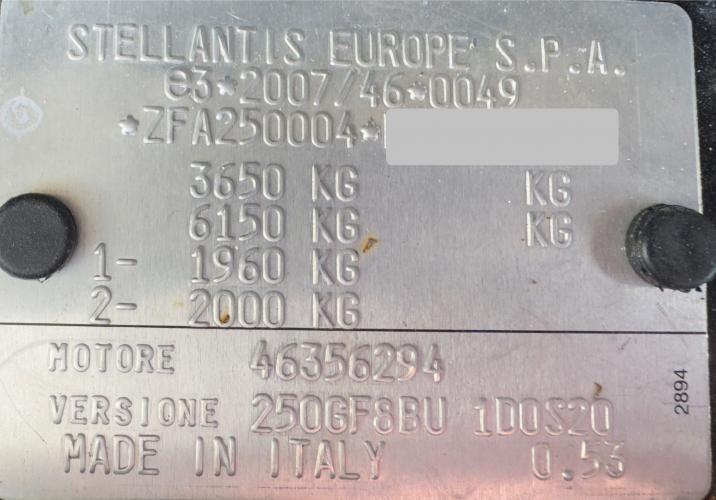 STELLANTIS EUROPE S.P.A.
e3*2007/46*0049
*ZFA250004*
3650 KG KG
6150 KG KG
1- 1960 KG
2- 2000 KG
MOTORE 46356294
VERSIONE 250GF8BU 1D0S20
MADE IN ITALY 0.53
2894